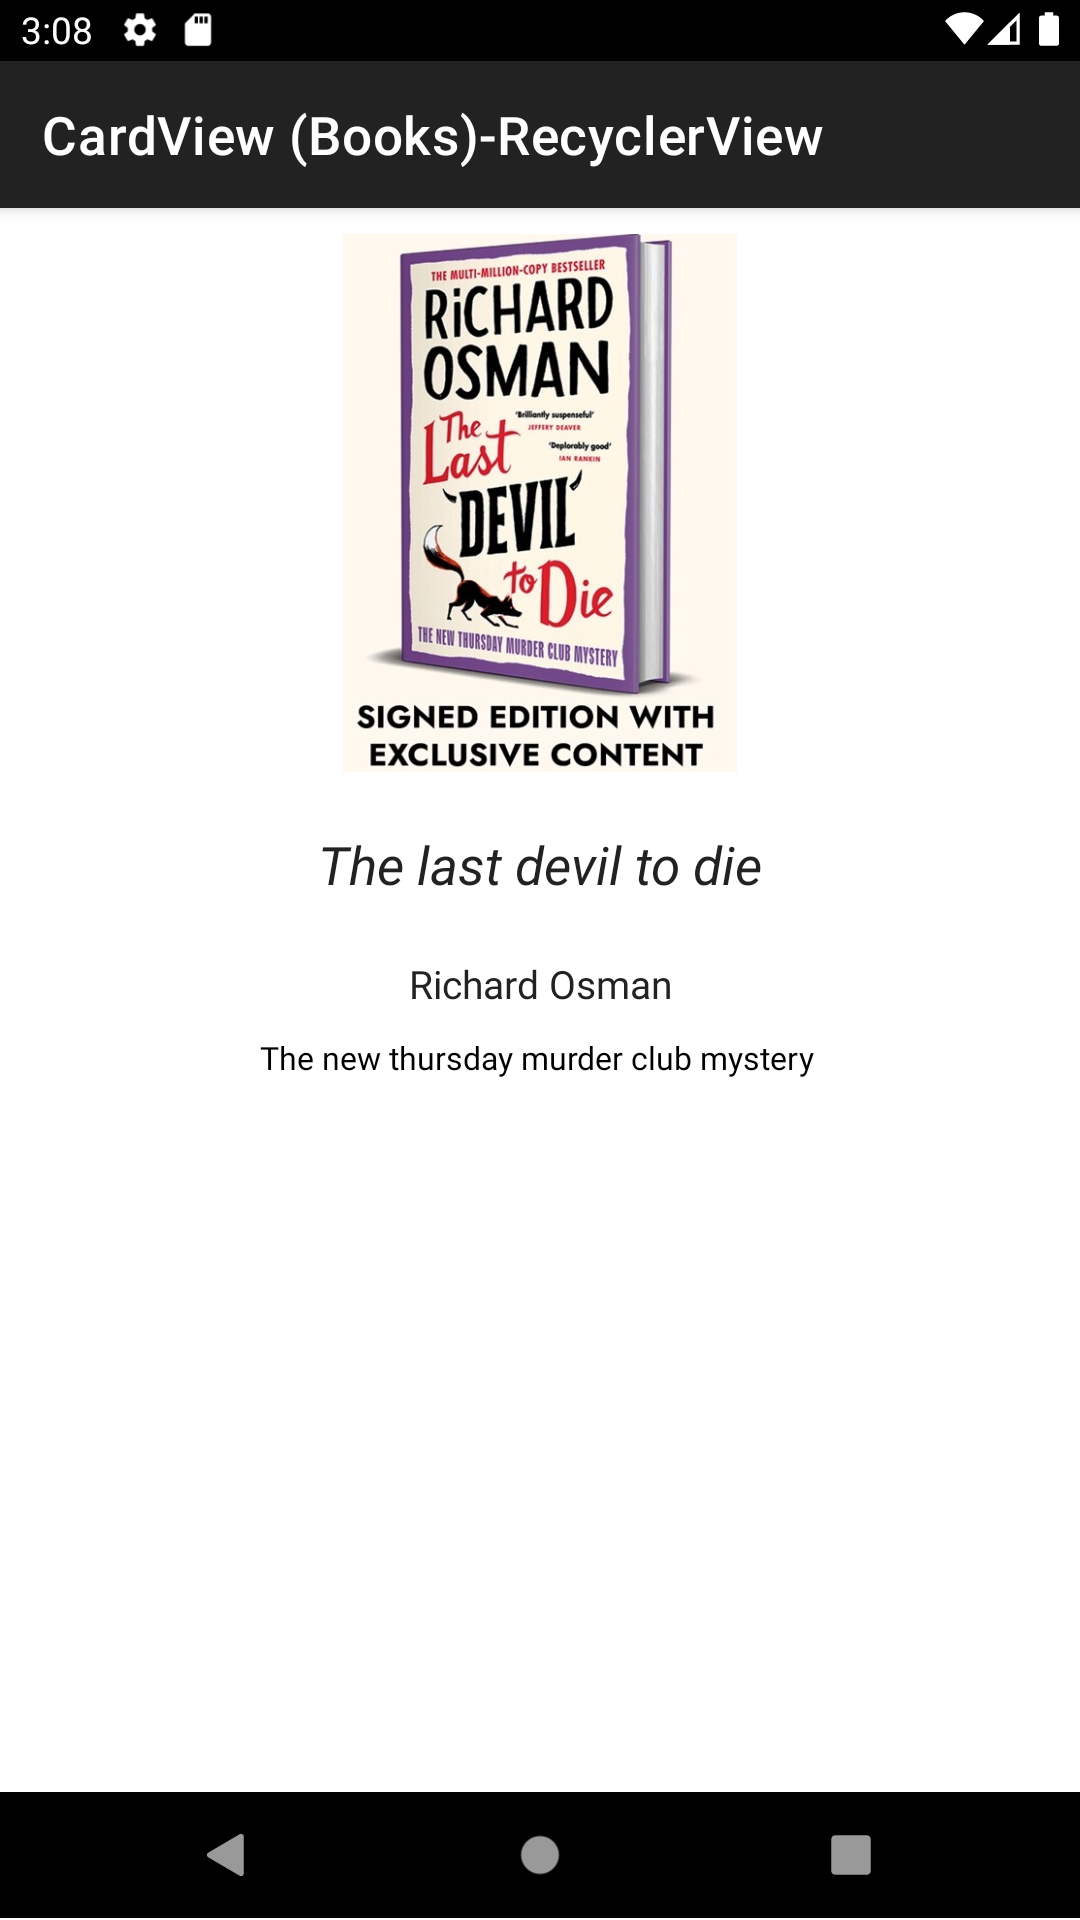 3:08
CardView (Books)-RecyclerView
THE MULTI-MILLION-COPY BESTSELLER
RiCHARD
OSMAN
The
Last
'Brilliantly suspenseful'
JEFFERY DEAVER
'Deplorably good'
IAN RANKIN
DEVIL
to Die
THE NEW THURSDAY MURDER CLUB MYSTERY
SIGNED EDITION WITH
EXCLUSIVE CONTENT
The last devil to die
Richard Osman
The new thursday murder club mystery